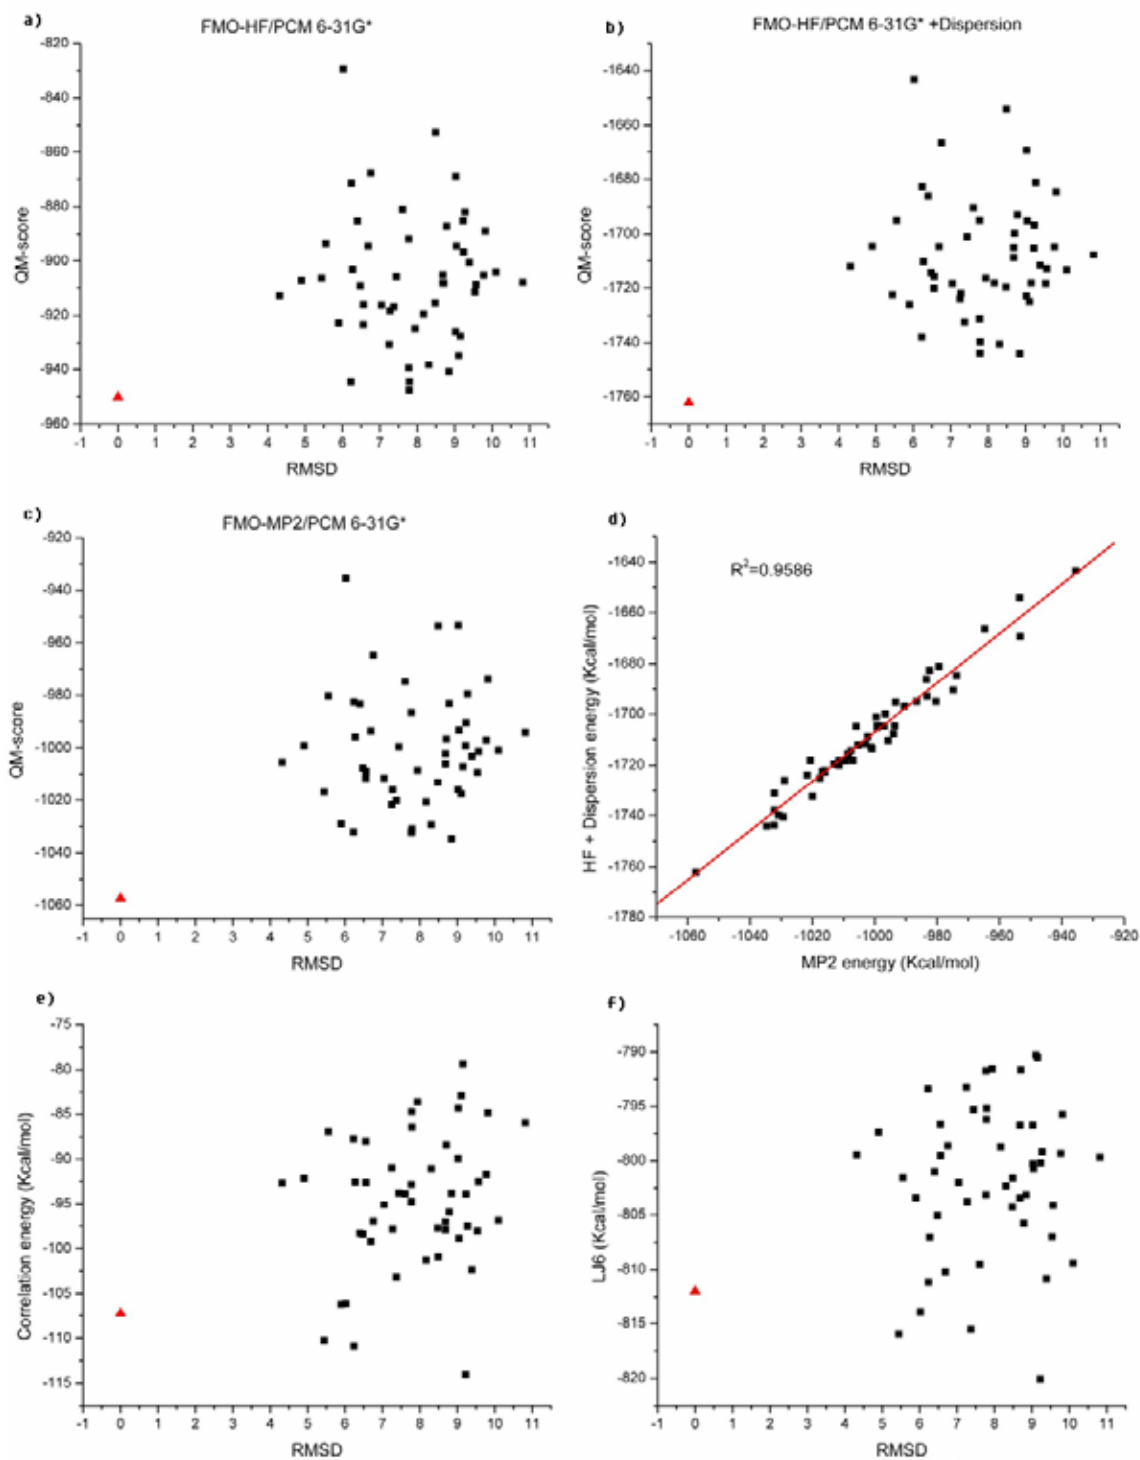 a)
FMO-HF/PCM 6-31G*
-820
-840
-860
-880
-900
-920
-940
-960
QM-score
-1 0 1 2 3 4 5 6 7 8 9 10 11
RMSD
b)
FMO-HF/PCM 6-31G* +Dispersion
-1640
-1660
-1680
-1700
-1720
-1740
-1760
QM-score
-1 0 1 2 3 4 5 6 7 8 9 10 11
RMSD
c)
FMO-MP2/PCM 6-31G*
-920
-940
-960
-980
-1000
-1020
-1040
-1060
QM-score
-1 0 1 2 3 4 5 6 7 8 9 10 11
RMSD
d)
R²=0.9586
-1640
-1660
-1680
-1700
-1720
-1740
-1760
-1780
HF + Dispersion energy (Kcal/mol)
-1060 -1040 -1020 -1000 -980 -960 -940 -920
MP2 energy (Kcal/mol)
e)
-75
-80
-85
-90
-95
-100
-105
-110
-115
Correlation energy (Kcal/mol)
-1 0 1 2 3 4 5 6 7 8 9 10 11
RMSD
f)
-790
-795
-800
-805
-810
-815
-820
LJ6 (Kcal/mol)
-1 0 1 2 3 4 5 6 7 8 9 10 11
RMSD